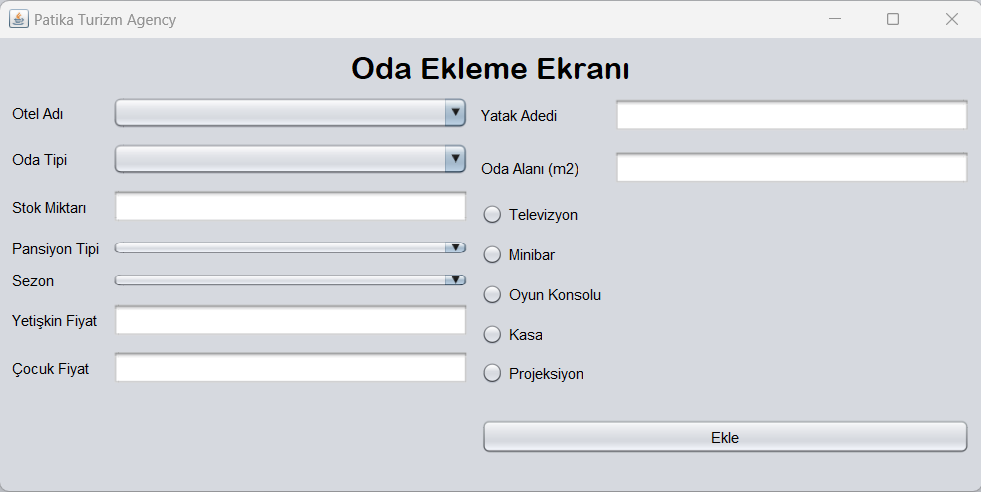 Patika Turizm Agency
Oda Ekleme Ekranı
Otel Adı
Oda Tipi
Stok Miktarı
Pansiyon Tipi
Sezon
Yetişkin Fiyat
Çocuk Fiyat
Yatak Adedi
Oda Alanı (m2)
Televizyon
Minibar
Oyun Konsolu
Kasa
Projeksiyon
Ekle